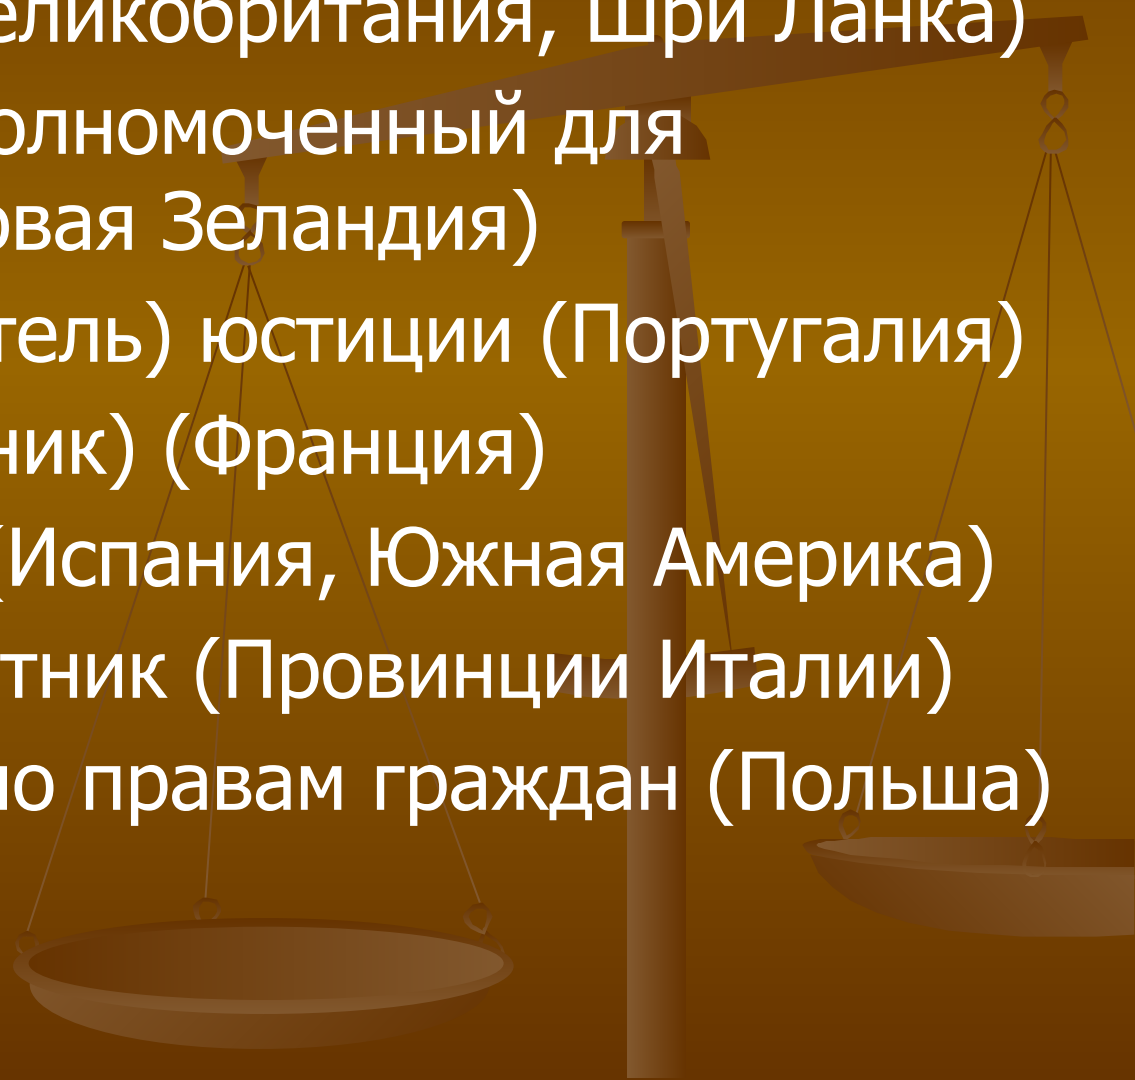 еликобритания, Шри Ланка)
олномоченный для
овая Зеландия)
тель) юстиции (Португалия)
ник) (Франция)
(Испания, Южная Америка)
тник (Провинции Италии)
по правам граждан (Польша)